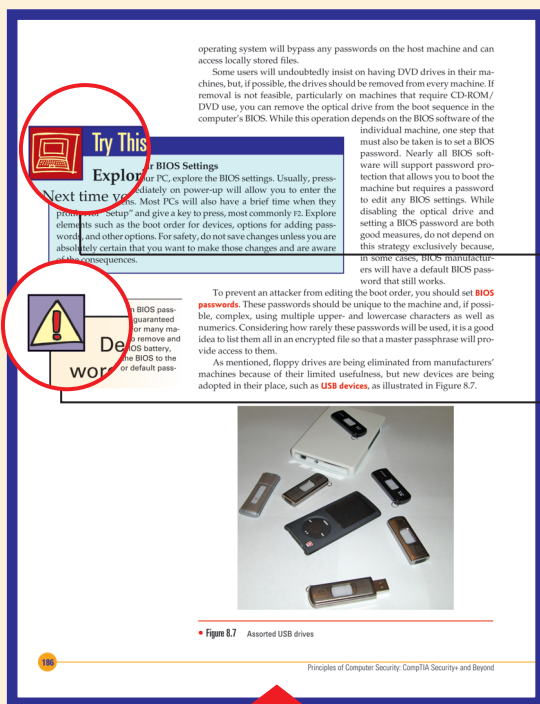 operating system will bypass any passwords on the host machine and can
access locally stored files.
Some users will undoubtedly insist on having DVD drives in their ma-
chines, but, if possible, the drives should be removed from every machine. If
removal is not feasible, particularly on machines that require CD-ROM/
DVD use, you can remove the optical drive from the boot sequence in the
computer's BIOS. While this operation depends on the BIOS software of the
individual machine, one step that
must also be taken is to set a BIOS
password. Nearly all BIOS soft-
ware will support password pro-
tection that allows you to boot the
machine but requires a password
to edit any BIOS settings. While
disabling the optical drive and
setting a BIOS password are both
good measures, do not depend on
this strategy exclusively because,
in some cases, BIOS manufactur-
ers will have a default BIOS pass-
word that still works.
Try This
Explor r BIOS Settings
Next time yo ur PC, explore the BIOS settings. Usually, press-
ediately on power-up will allow you to enter the
ns. Most PCs will also have a brief time when they
"Setup" and give a key to press, most commonly F2. Explore
elements such as the boot order for devices, options for adding pass-
words, and other options. For safety, do not save changes unless you are
absolutely certain that you want to make those changes and are aware
of the consequences.
To prevent an attacker from editing the boot order, you should set BIOS
passwords. These passwords should be unique to the machine and, if possi-
ble, complex, using multiple upper- and lowercase characters as well as
numerics. Considering how rarely these passwords will be used, it is a good
idea to list them all in an encrypted file so that a master passphrase will pro-
vide access to them.
BIOS pass-
guaranteed
or many ma-
remove and
De BIOS battery,
the BIOS to the
wor or default pass-
As mentioned, floppy drives are being eliminated from manufacturers'
machines because of their limited usefulness, but new devices are being
adopted in their place, such as USB devices, as illustrated in Figure 8.7.
• Figure 8.7 Assorted USB drives
186
Principles of Computer Security: CompTIA Security+ and Beyond